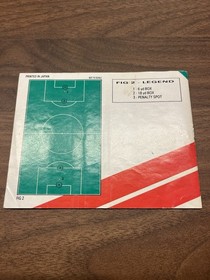 PRINTED IN JAPAN
FIG 2 - LEGEND
1 - 6 yd BOX
2 - 18 yd BOX
3 - PENALTY SPOT
FIG. 2